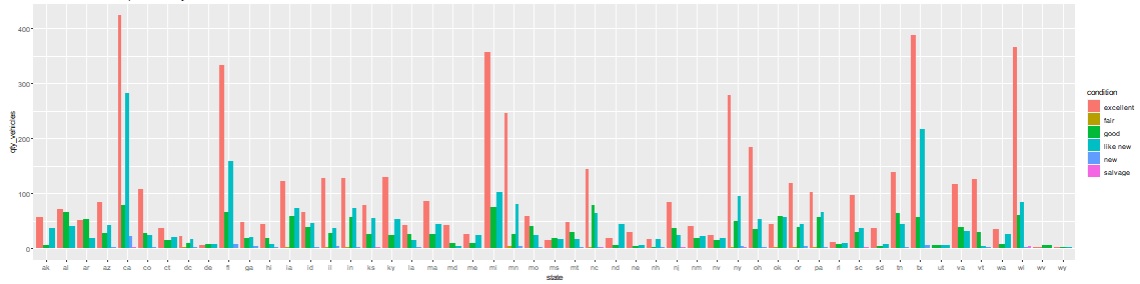 400
300
200
100
0
qty_vehicles
ak al ar az ca co ct dc de fl ga hi ia id il in ks ky la ma md me mi mn mo ms mt nc nd ne nh nj nm nv ny oh ok or pa ri sc sd tn tx ut va vt wa wi wv wy
state
condition
excellent
fair
good
like new
new
salvage